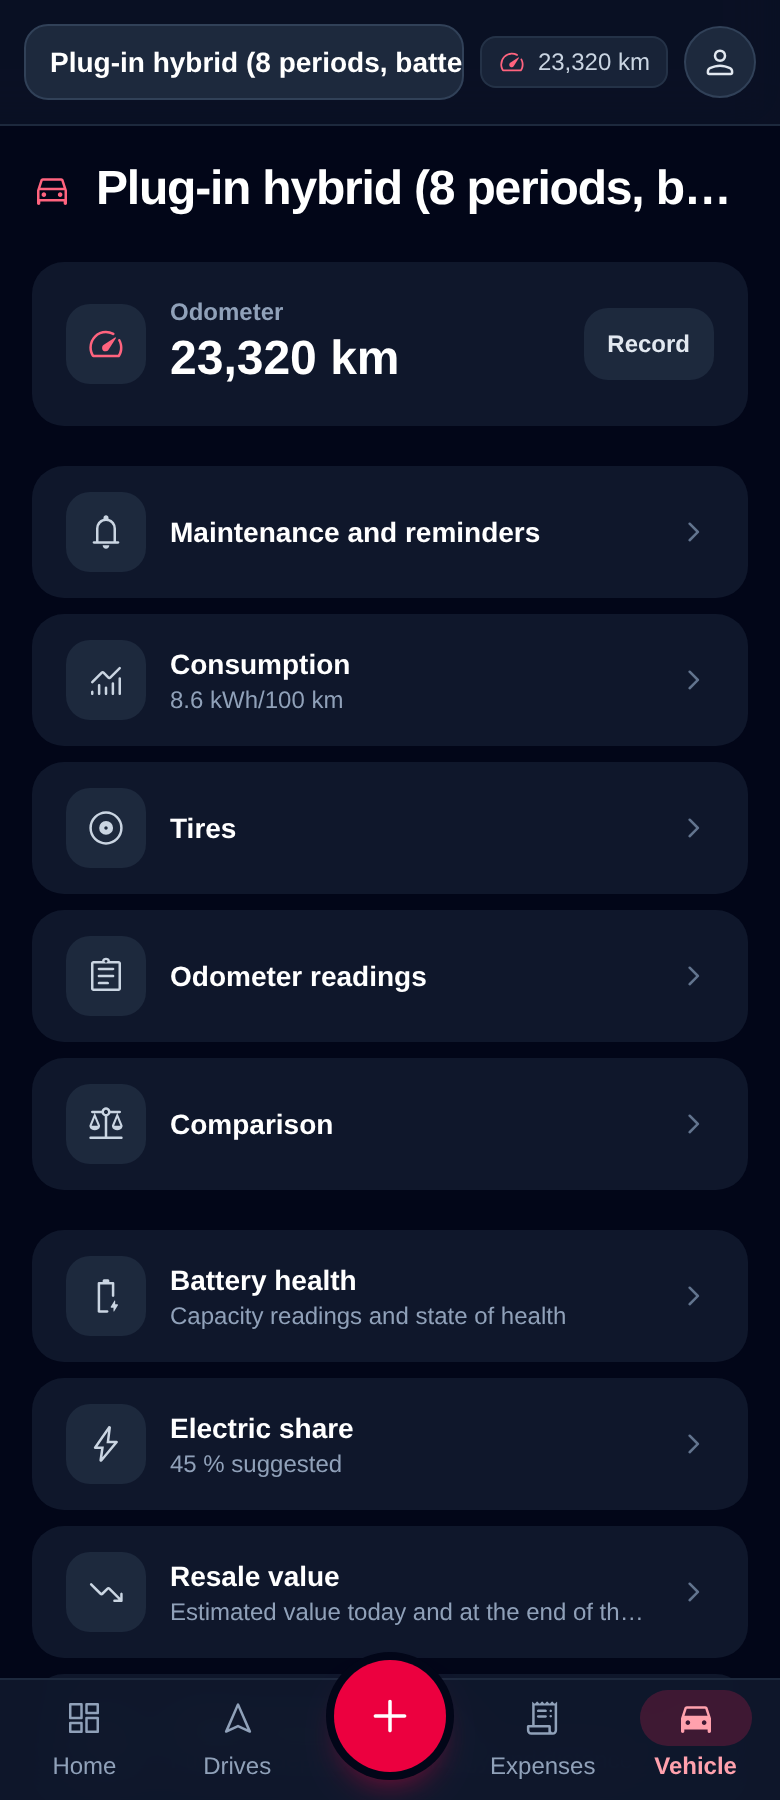 Plug-in hybrid (8 periods, batte
23,320 km
Plug-in hybrid (8 periods, b…
Odometer
23,320 km
Record
Maintenance and reminders
Consumption
8.6 kWh/100 km
Tires
Odometer readings
Comparison
Battery health
Capacity readings and state of health
Electric share
45 % suggested
Resale value
Estimated value today and at the end of th…
Home
Drives
Expenses
Vehicle